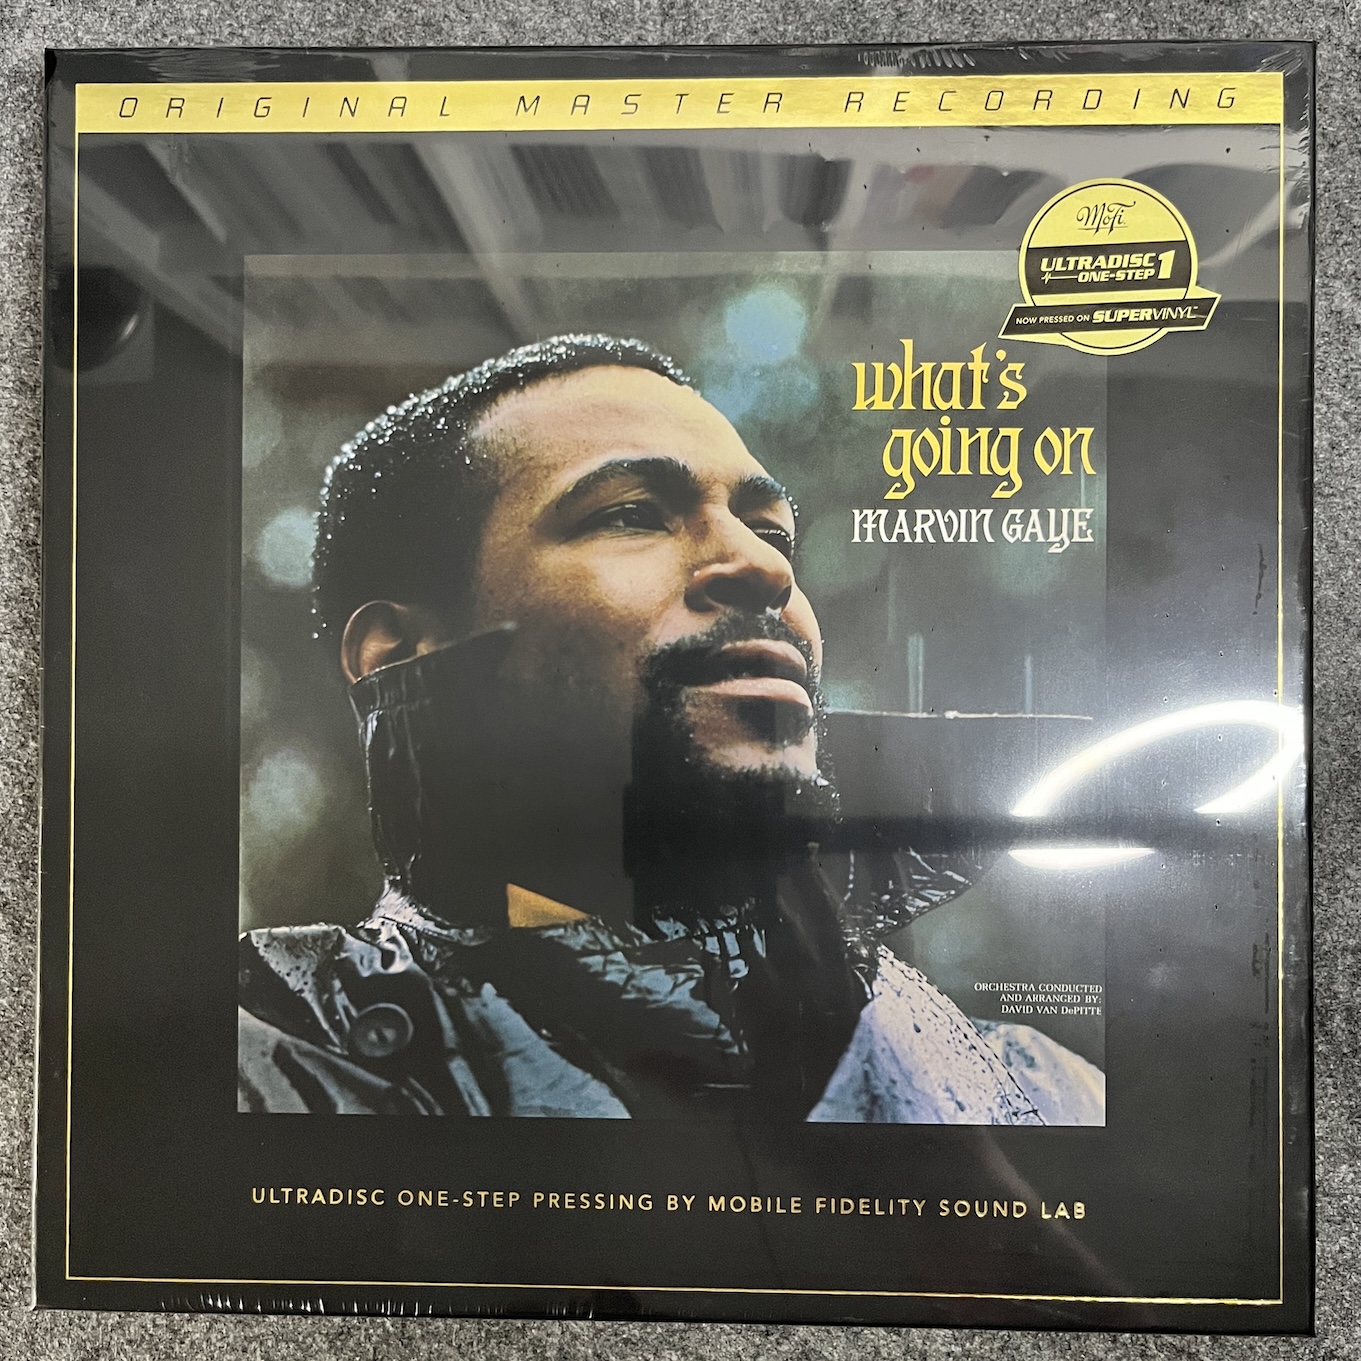 ORIGINAL MASTER RECORDING
MoFi
ULTRADISC
ONE-STEP 1
NOW PRESSED ON SUPERVINYL™
what's
going on
MARVIN GAYE
ORCHESTRA CONDUCTED
AND ARRANGED BY:
DAVID VAN DePITTE
ULTRADISC ONE-STEP PRESSING BY MOBILE FIDELITY SOUND LAB